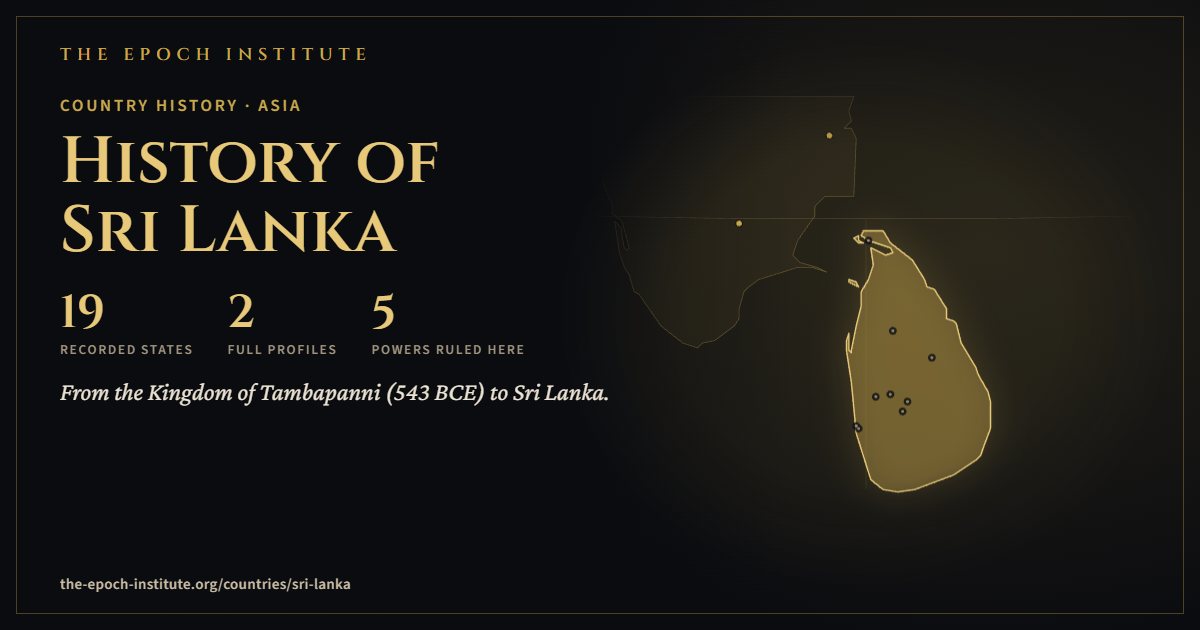 THE EPOCH INSTITUTE
COUNTRY HISTORY · ASIA
History of
Sri Lanka
19 2 5
RECORDED STATES FULL PROFILES POWERS RULED HERE
From the Kingdom of Tambapanni (543 BCE) to Sri Lanka.
the-epoch-institute.org/countries/sri-lanka